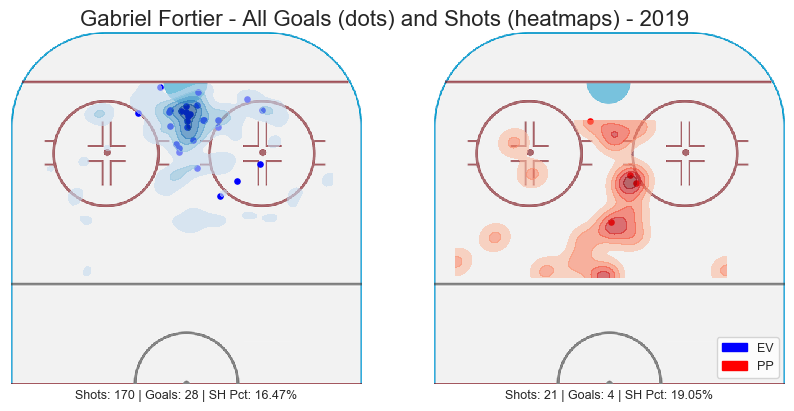 Gabriel Fortier - All Goals (dots) and Shots (heatmaps) - 2019
EV
PP
Shots: 170 | Goals: 28 | SH Pct: 16.47%
Shots: 21 | Goals: 4 | SH Pct: 19.05%